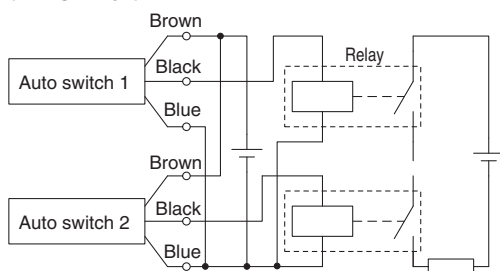 Brown
Relay
Auto switch 1
Black
Blue
Brown
Auto switch 2
Black
Blue